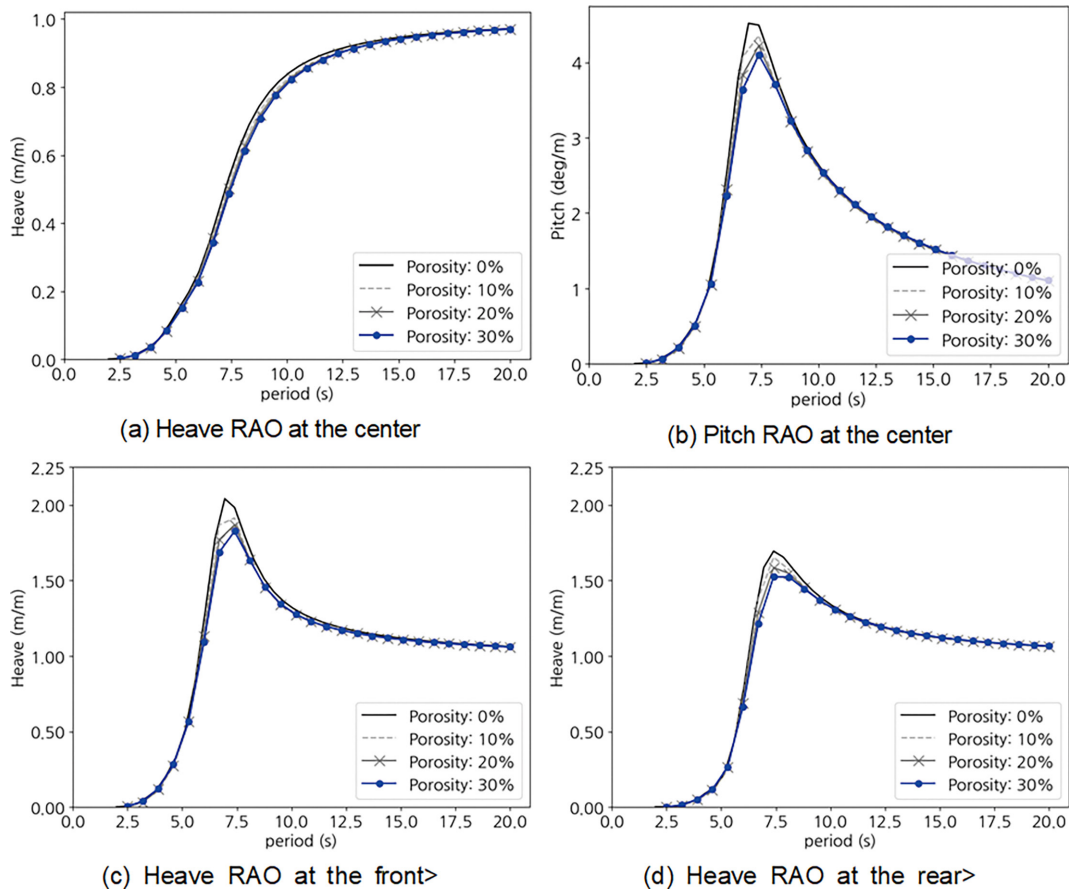 1.0
0.8
0.6
0.4
0.2
0.0
Heave (m/m)
0.0 2.5 5.0 7.5 10.0 12.5 15.0 17.5 20.0
period (s)
Porosity: 0%
Porosity: 10%
Porosity: 20%
Porosity: 30%
(a) Heave RAO at the center
4
3
2
1
0
Pitch (deg/m)
0.0 2.5 5.0 7.5 10.0 12.5 15.0 17.5 20.0
period (s)
Porosity: 0%
Porosity: 10%
Porosity: 20%
Porosity: 30%
(b) Pitch RAO at the center
2.25
2.00
1.50
1.00
0.50
0.00
Heave (m/m)
0.0 2.5 5.0 7.5 10.0 12.5 15.0 17.5 20.0
period (s)
Porosity: 0%
Porosity: 10%
Porosity: 20%
Porosity: 30%
(c) Heave RAO at the front>
2.25
2.00
1.50
1.00
0.50
0.00
Heave (m/m)
0.0 2.5 5.0 7.5 10.0 12.5 15.0 17.5 20.0
period (s)
Porosity: 0%
Porosity: 10%
Porosity: 20%
Porosity: 30%
(d) Heave RAO at the rear>